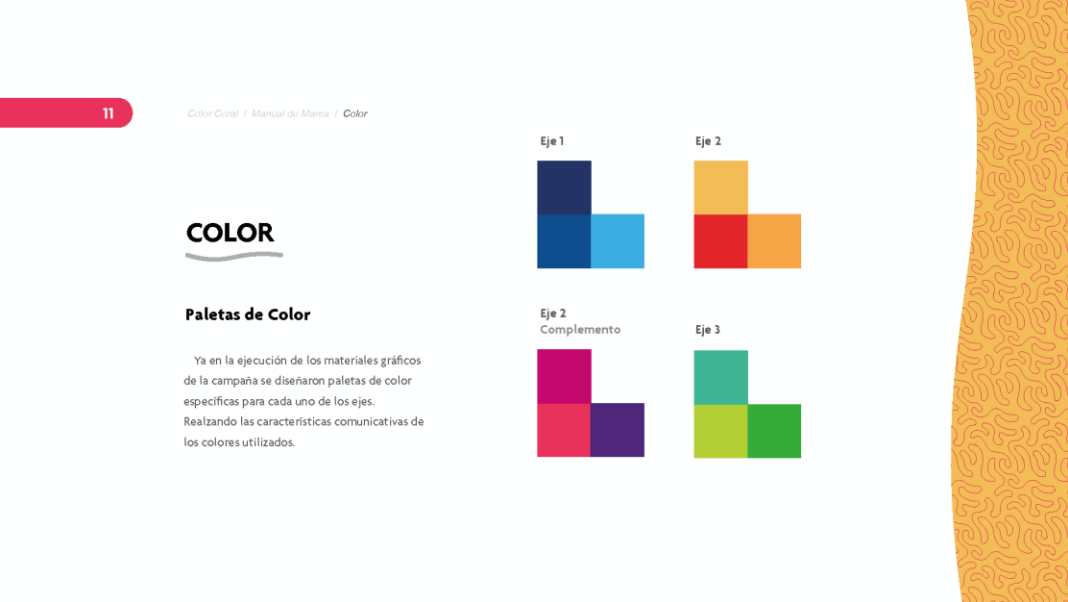 11
Color Coral / Manual de Marca / Color
COLOR
Paletas de Color
Ya en la ejecución de los materiales gráficos
de la campaña se diseñaron paletas de color
específicas para cada uno de los ejes.
Realzando las características comunicativas de
los colores utilizados.
Eje 1
Eje 2
Eje 2
Complemento
Eje 3